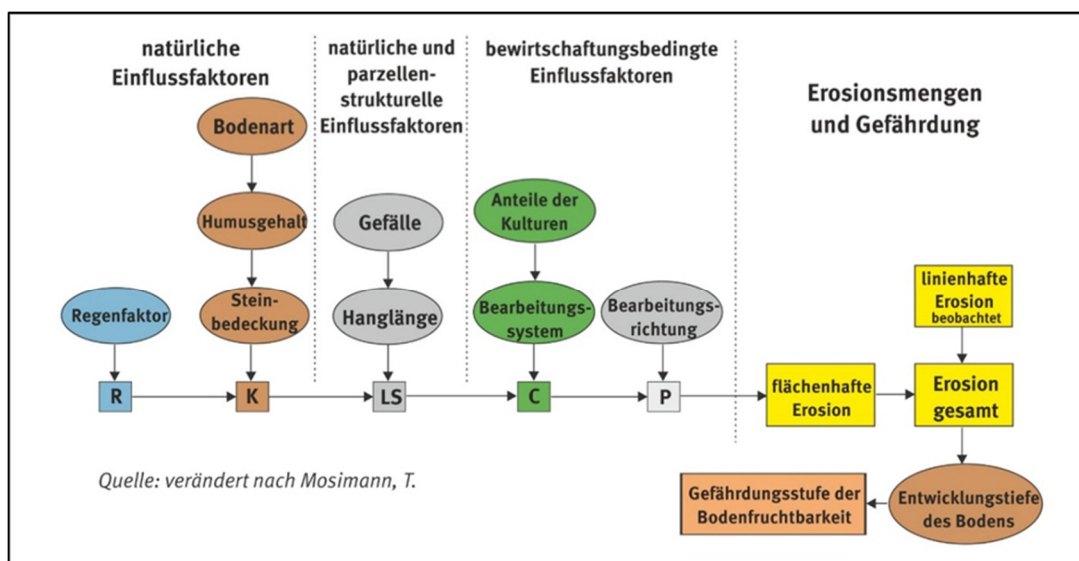 natürliche
Einflussfaktoren
natürliche und
parzellen-
strukturelle
Einflussfaktoren
bewirtschaftungsbedingte
Einflussfaktoren
Erosionsmengen
und Gefährdung
Bodenart
Humusgehalt
Stein-
bedeckung
Regenfaktor
Gefälle
Hanglänge
Anteile der
Kulturen
Bearbeitungs-
system
Bearbeitungs-
richtung
linienhafte
Erosion
beobachtet
R
K
LS
C
P
flächenhafte
Erosion
Erosion
gesamt
Quelle: verändert nach Mosimann, T.
Gefährdungsstufe der
Bodenfruchtbarkeit
Entwicklungstiefe
des Bodens